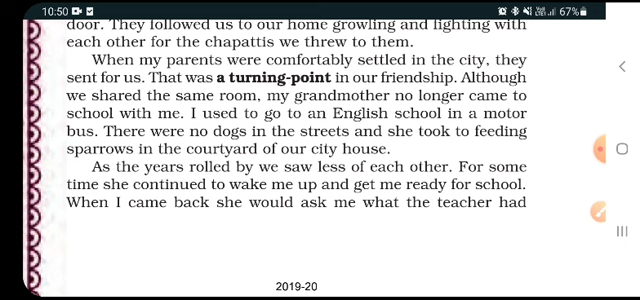 10:50
67%
door. They followed us to our home growling and fighting with
each other for the chapattis we threw to them.
When my parents were comfortably settled in the city, they
sent for us. That was a turning-point in our friendship. Although
we shared the same room, my grandmother no longer came to
school with me. I used to go to an English school in a motor
bus. There were no dogs in the streets and she took to feeding
sparrows in the courtyard of our city house.
As the years rolled by we saw less of each other. For some
time she continued to wake me up and get me ready for school.
When I came back she would ask me what the teacher had
2019-20